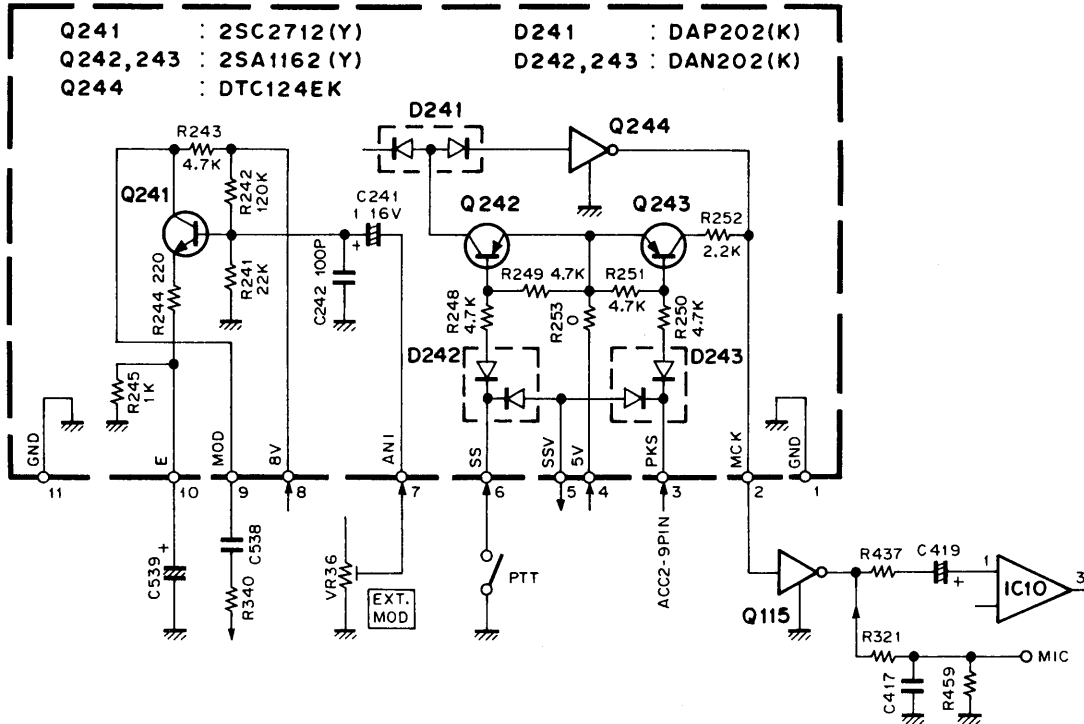 Q241 : 2SC2712(Y) D241 : DAP202(K)
Q242,243 : 2SA1162(Y) D242,243 : DAN202(K)
Q244 : DTC124EK
D241
Q244
R243
4.7K
R242
120K
Q241
C241
1 16V
+
Q242
Q243
R252
2.2K
R244 220
R241
22K
C242 100P
R249 4.7K
R251
4.7K
R248
4.7K
R253
0
R250
4.7K
D242
D243
R245
1K
GND
E
MOD
8V
ANI
SS
SSV
5V
PKS
MCK
GND
11
10
9
8
7
6
5
4
3
2
1
C539
+
C538
R340
VR36
EXT.
MOD
PTT
ACC2-9PIN
Q115
R437
C419
+
1
IC10
3
R321
MIC
C417
R459